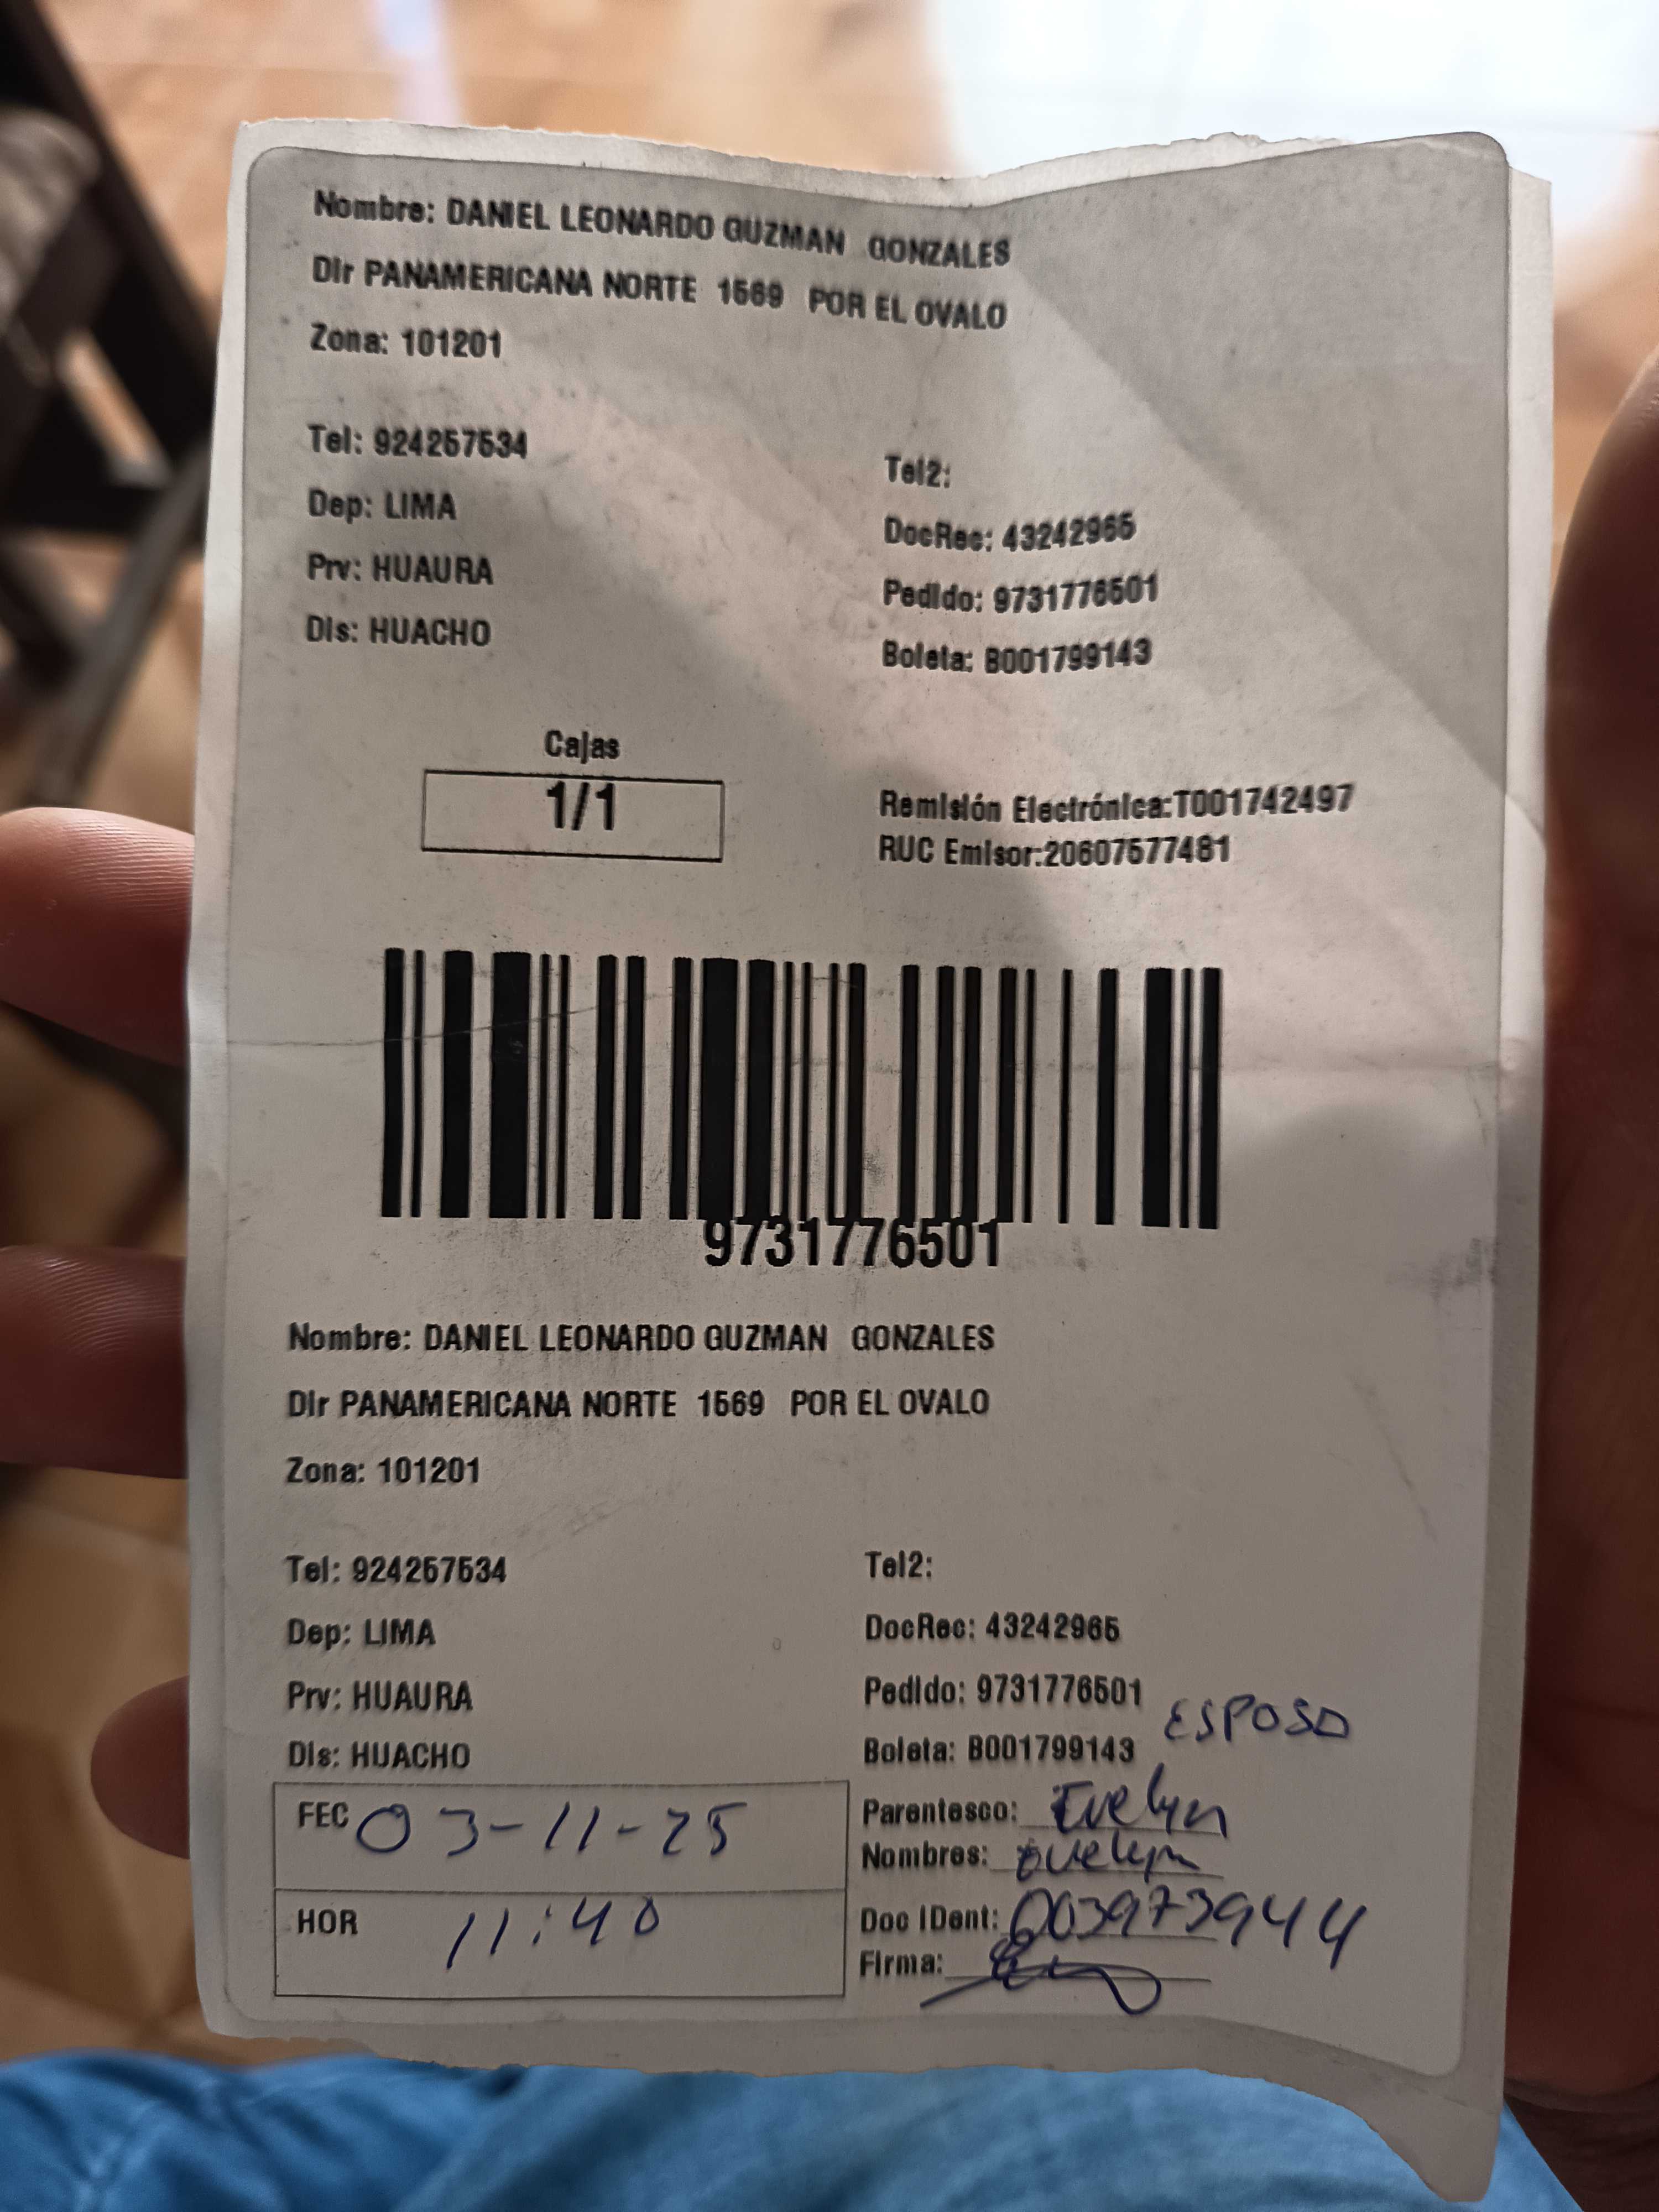 Nombre: DANIEL LEONARDO GUZMAN GONZALES
Dir PANAMERICANA NORTE 1569 POR EL OVALO
Zona: 101201
Tel: 924257534
Tel2:
Dep: LIMA
DocRec: 43242965
Prv: HUAURA
Pedido: 9731776501
Dis: HUACHO
Boleta: B001799143
Cajas
1/1
Remisión Electrónica:T001742497
RUC Emisor:20607577481
9731776501
Nombre: DANIEL LEONARDO GUZMAN GONZALES
Dir PANAMERICANA NORTE 1569 POR EL OVALO
Zona: 101201
Tel: 924257534
Tel2:
Dep: LIMA
DocRec: 43242965
Prv: HUAURA
Pedido: 9731776501
ESPOSO
Dis: HUACHO
Boleta: B001799143
FEC 03-11-25
Parentesco: Evelyn
Nombres: Evelyn
HOR 11:40
Doc IDent: 003973944
Firma: